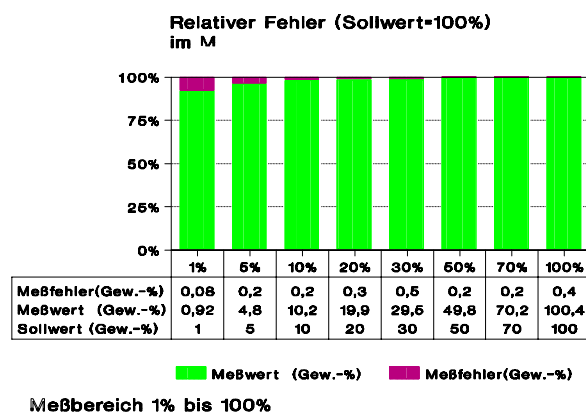 Relativer Fehler (Sollwert=100%)
im M
100%
75%
50%
25%
0%
1% 5% 10% 20% 30% 50% 70% 100%
Meßfehler(Gew.-%) 0,08 0,2 0,2 0,3 0,5 0,2 0,2 0,4
Meßwert (Gew.-%) 0,92 4,8 10,2 19,9 29,5 49,8 70,2 100,4
Sollwert (Gew.-%) 1 5 10 20 30 50 70 100
Meßwert (Gew.-%) Meßfehler(Gew.-%)
Meßbereich 1% bis 100%